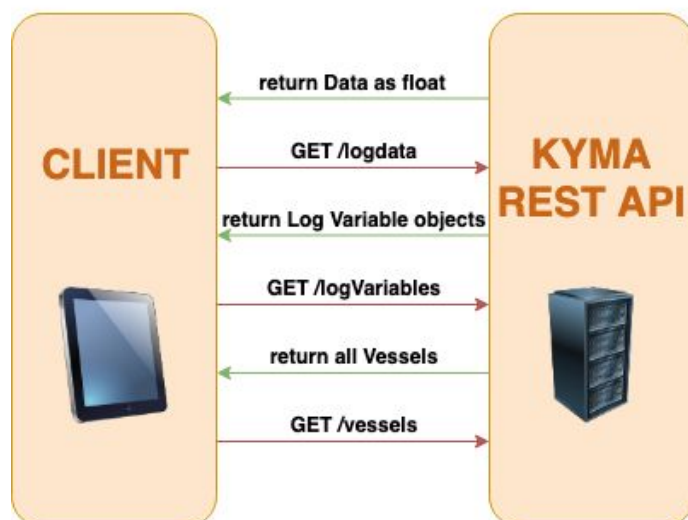 return Data as float
CLIENT
GET /logdata
KYMA
REST API
return Log Variable objects
GET /logVariables
return all Vessels
GET /vessels